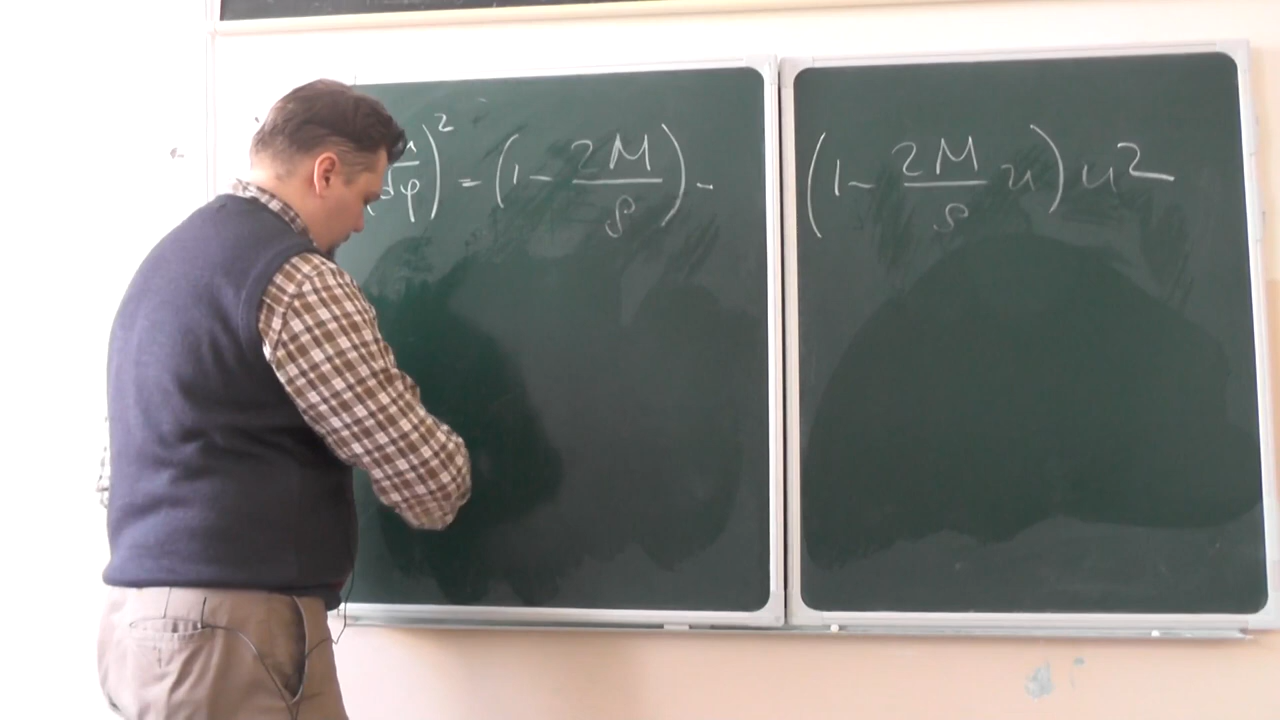 dφ)² = (1 - 2M/ρ) - (1 - 2M/ρ u) u²